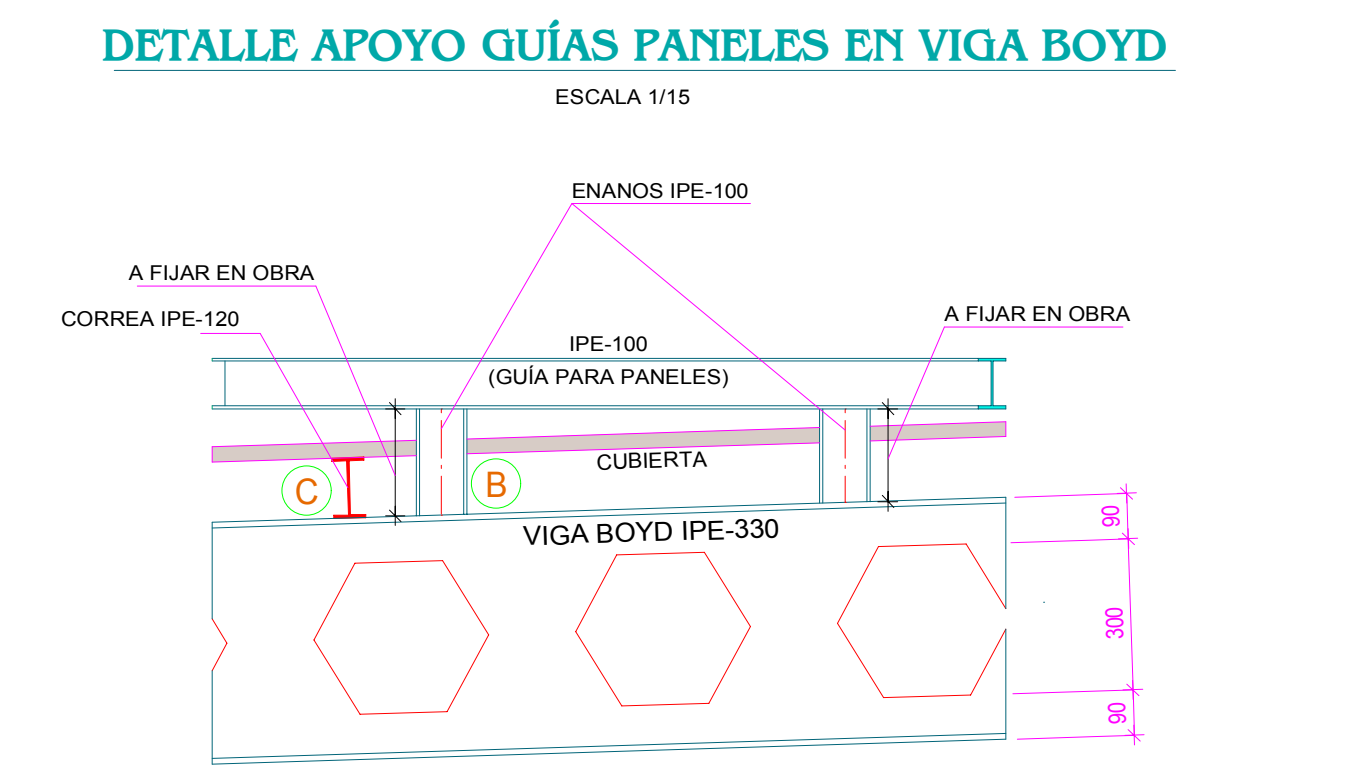 DETALLE APOYO GUÍAS PANELES EN VIGA BOYD
ESCALA 1/15
ENANOS IPE-100
A FIJAR EN OBRA
CORREA IPE-120
A FIJAR EN OBRA
IPE-100
(GUÍA PARA PANELES)
CUBIERTA
C
B
VIGA BOYD IPE-330
90
300
90